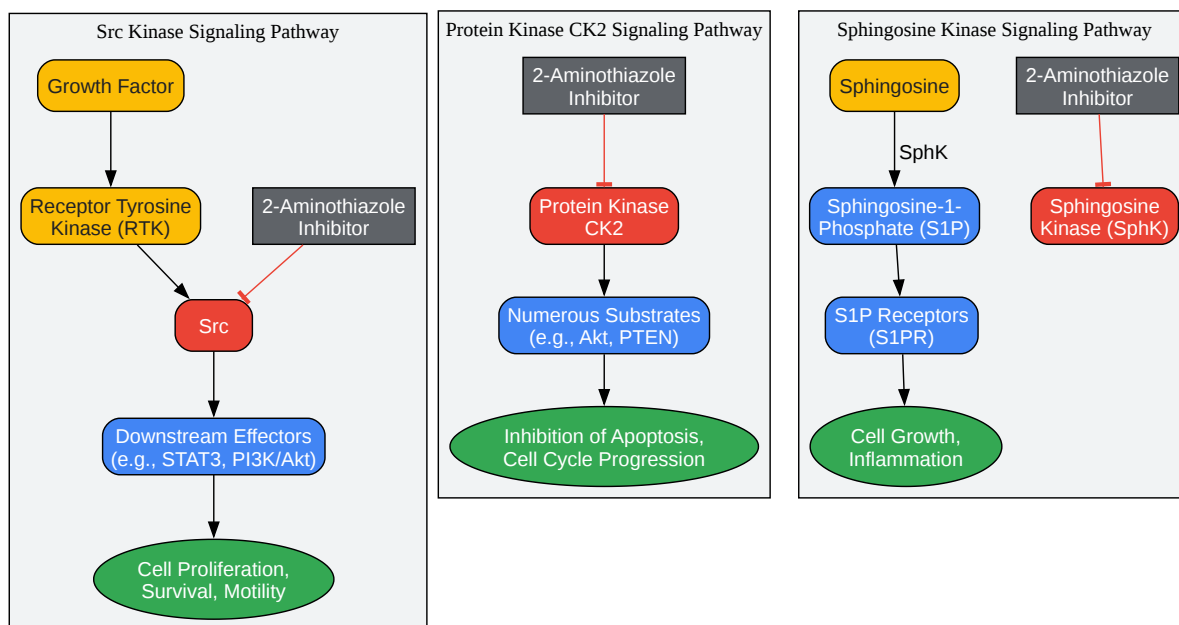 Src Kinase Signaling Pathway
Growth Factor
Receptor Tyrosine
Kinase (RTK)
2-Aminothiazole
Inhibitor
Src
Downstream Effectors
(e.g., STAT3, PI3K/Akt)
Cell Proliferation,
Survival, Motility
Protein Kinase CK2 Signaling Pathway
2-Aminothiazole
Inhibitor
Protein Kinase
CK2
Numerous Substrates
(e.g., Akt, PTEN)
Inhibition of Apoptosis,
Cell Cycle Progression
Sphingosine Kinase Signaling Pathway
Sphingosine
2-Aminothiazole
Inhibitor
SphK
Sphingosine-1-
Phosphate (S1P)
Sphingosine
Kinase (SphK)
S1P Receptors
(S1PR)
Cell Growth,
Inflammation